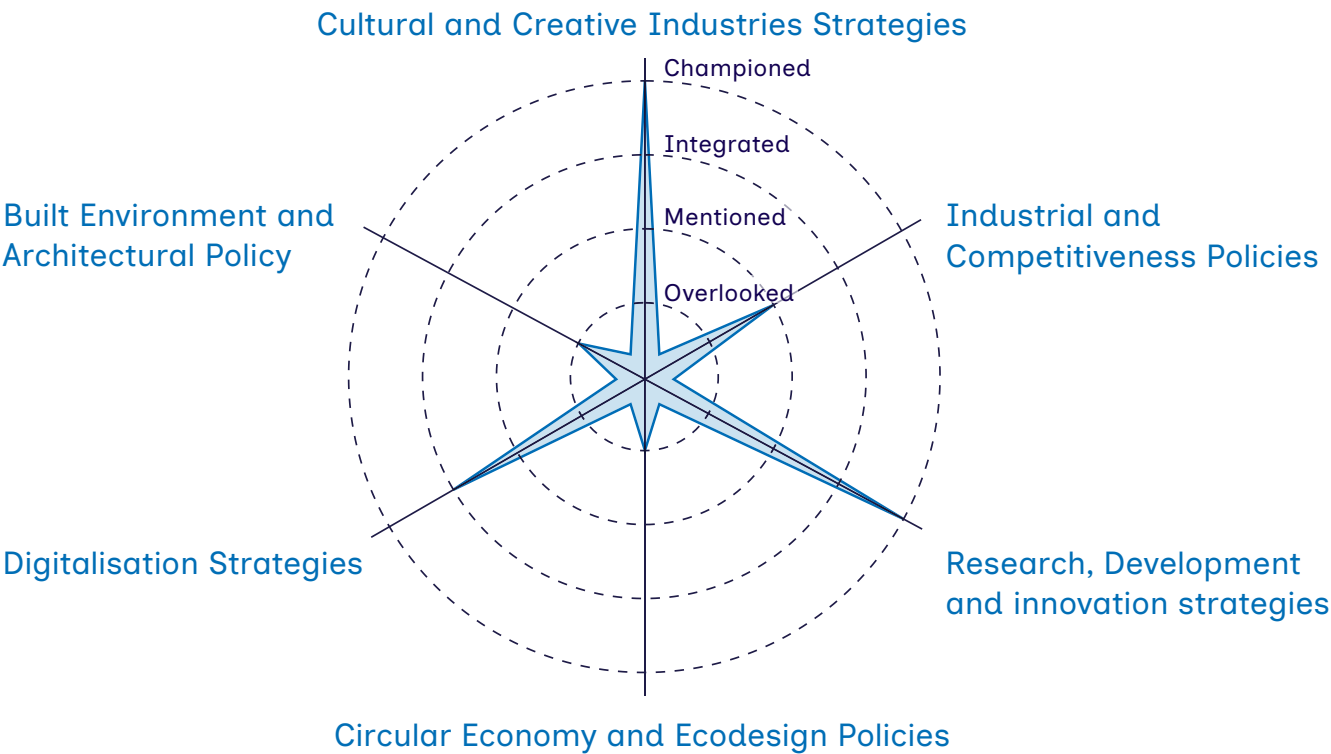 Cultural and Creative Industries Strategies
Championed
Integrated
Mentioned
Overlooked
Built Environment and
Architectural Policy
Industrial and
Competitiveness Policies
Digitalisation Strategies
Research, Development
and innovation strategies
Circular Economy and Ecodesign Policies